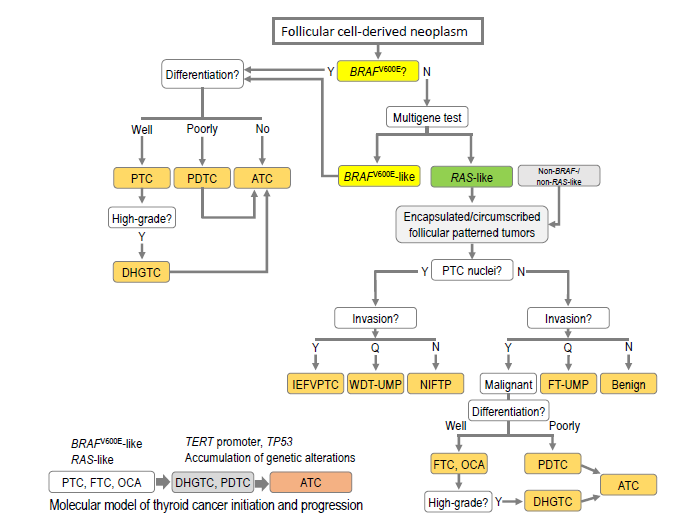 Follicular cell-derived neoplasm
Differentiation?
Y
BRAFV600E?
N
Multigene test
Well
Poorly
No
PTC
PDTC
ATC
BRAFV600E-like
RAS-like
Non-BRAF-/
non-RAS-like
High-grade?
Y
DHGTC
Encapsulated/circumscribed
follicular patterned tumors
Y
PTC nuclei?
N
Invasion?
Invasion?
Y
Q
N
Y
Q
N
IEFVPTC
WDT-UMP
NIFTP
Malignant
FT-UMP
Benign
Differentiation?
Well
Poorly
FTC, OCA
PDTC
ATC
High-grade?
Y
DHGTC
BRAFV600E-like
RAS-like
TERT promoter, TP53
Accumulation of genetic alterations
PTC, FTC, OCA
DHGTC, PDTC
ATC
Molecular model of thyroid cancer initiation and progression